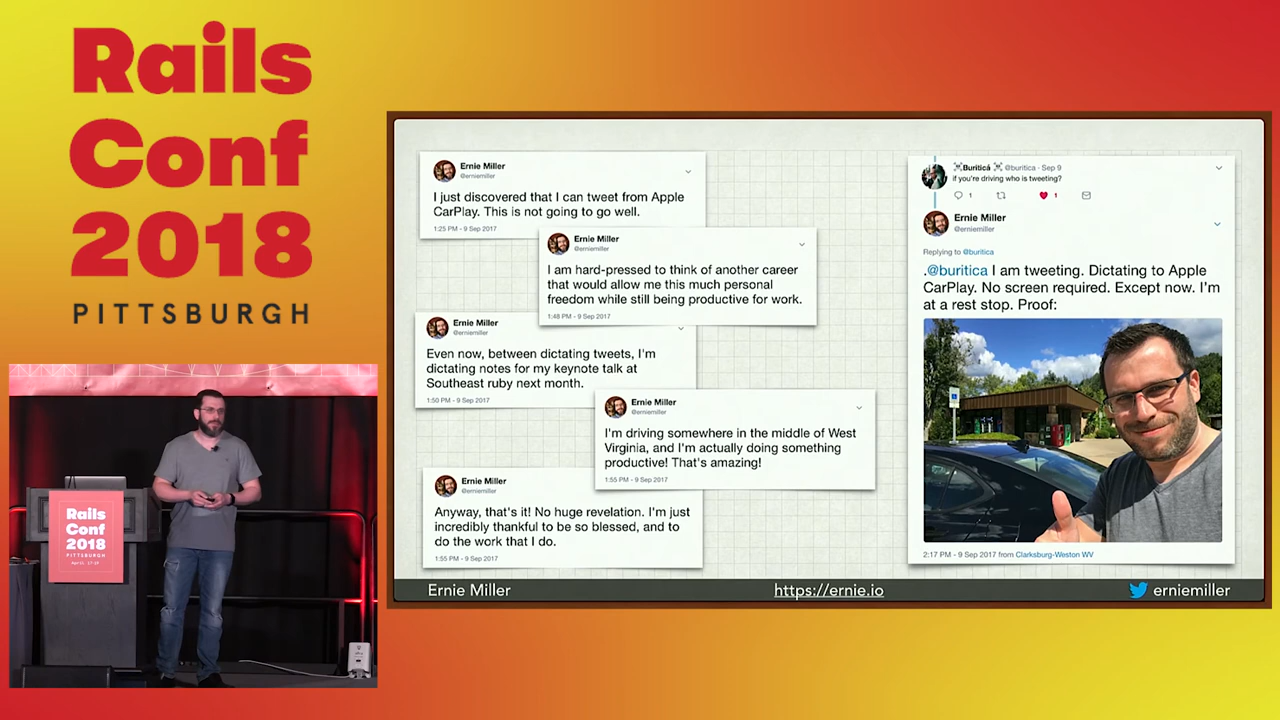 Rails
Conf
2018
PITTSBURGH
Rails
Conf
2018
PITTSBURGH
April 17-19
Ernie Miller
@erniemiller
I just discovered that I can tweet from Apple
CarPlay. This is not going to go well.
1:25 PM - 9 Sep 2017
Ernie Miller
@erniemiller
I am hard-pressed to think of another career
that would allow me this much personal
freedom while still being productive for work.
1:48 PM - 9 Sep 2017
Ernie Miller
@erniemiller
Even now, between dictating tweets, I'm
dictating notes for my keynote talk at
Southeast ruby next month.
1:50 PM - 9 Sep 2017
Ernie Miller
@erniemiller
I'm driving somewhere in the middle of West
Virginia, and I'm actually doing something
productive! That's amazing!
1:55 PM - 9 Sep 2017
Ernie Miller
@erniemiller
Anyway, that's it! No huge revelation. I'm just
incredibly thankful to be so blessed, and to
do the work that I do.
1:55 PM - 9 Sep 2017
Buriticá @buritica · Sep 9
if you're driving who is tweeting?
1 1
Ernie Miller
@erniemiller
Replying to @buritica
.@buritica I am tweeting. Dictating to Apple
CarPlay. No screen required. Except now. I'm
at a rest stop. Proof:
2:17 PM - 9 Sep 2017 from Clarksburg-Weston WV
Ernie Miller https://ernie.io erniemiller